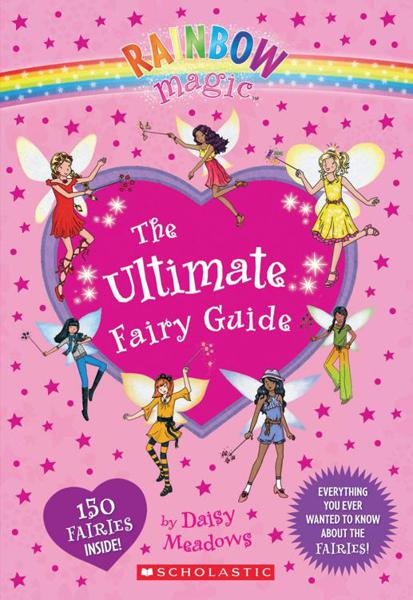 RAINBOW
magic™
The
Ultimate
Fairy Guide
150
FAIRIES
INSIDE!
by Daisy
Meadows
EVERYTHING
YOU EVER
WANTED TO KNOW
ABOUT THE
FAIRIES!
SCHOLASTIC